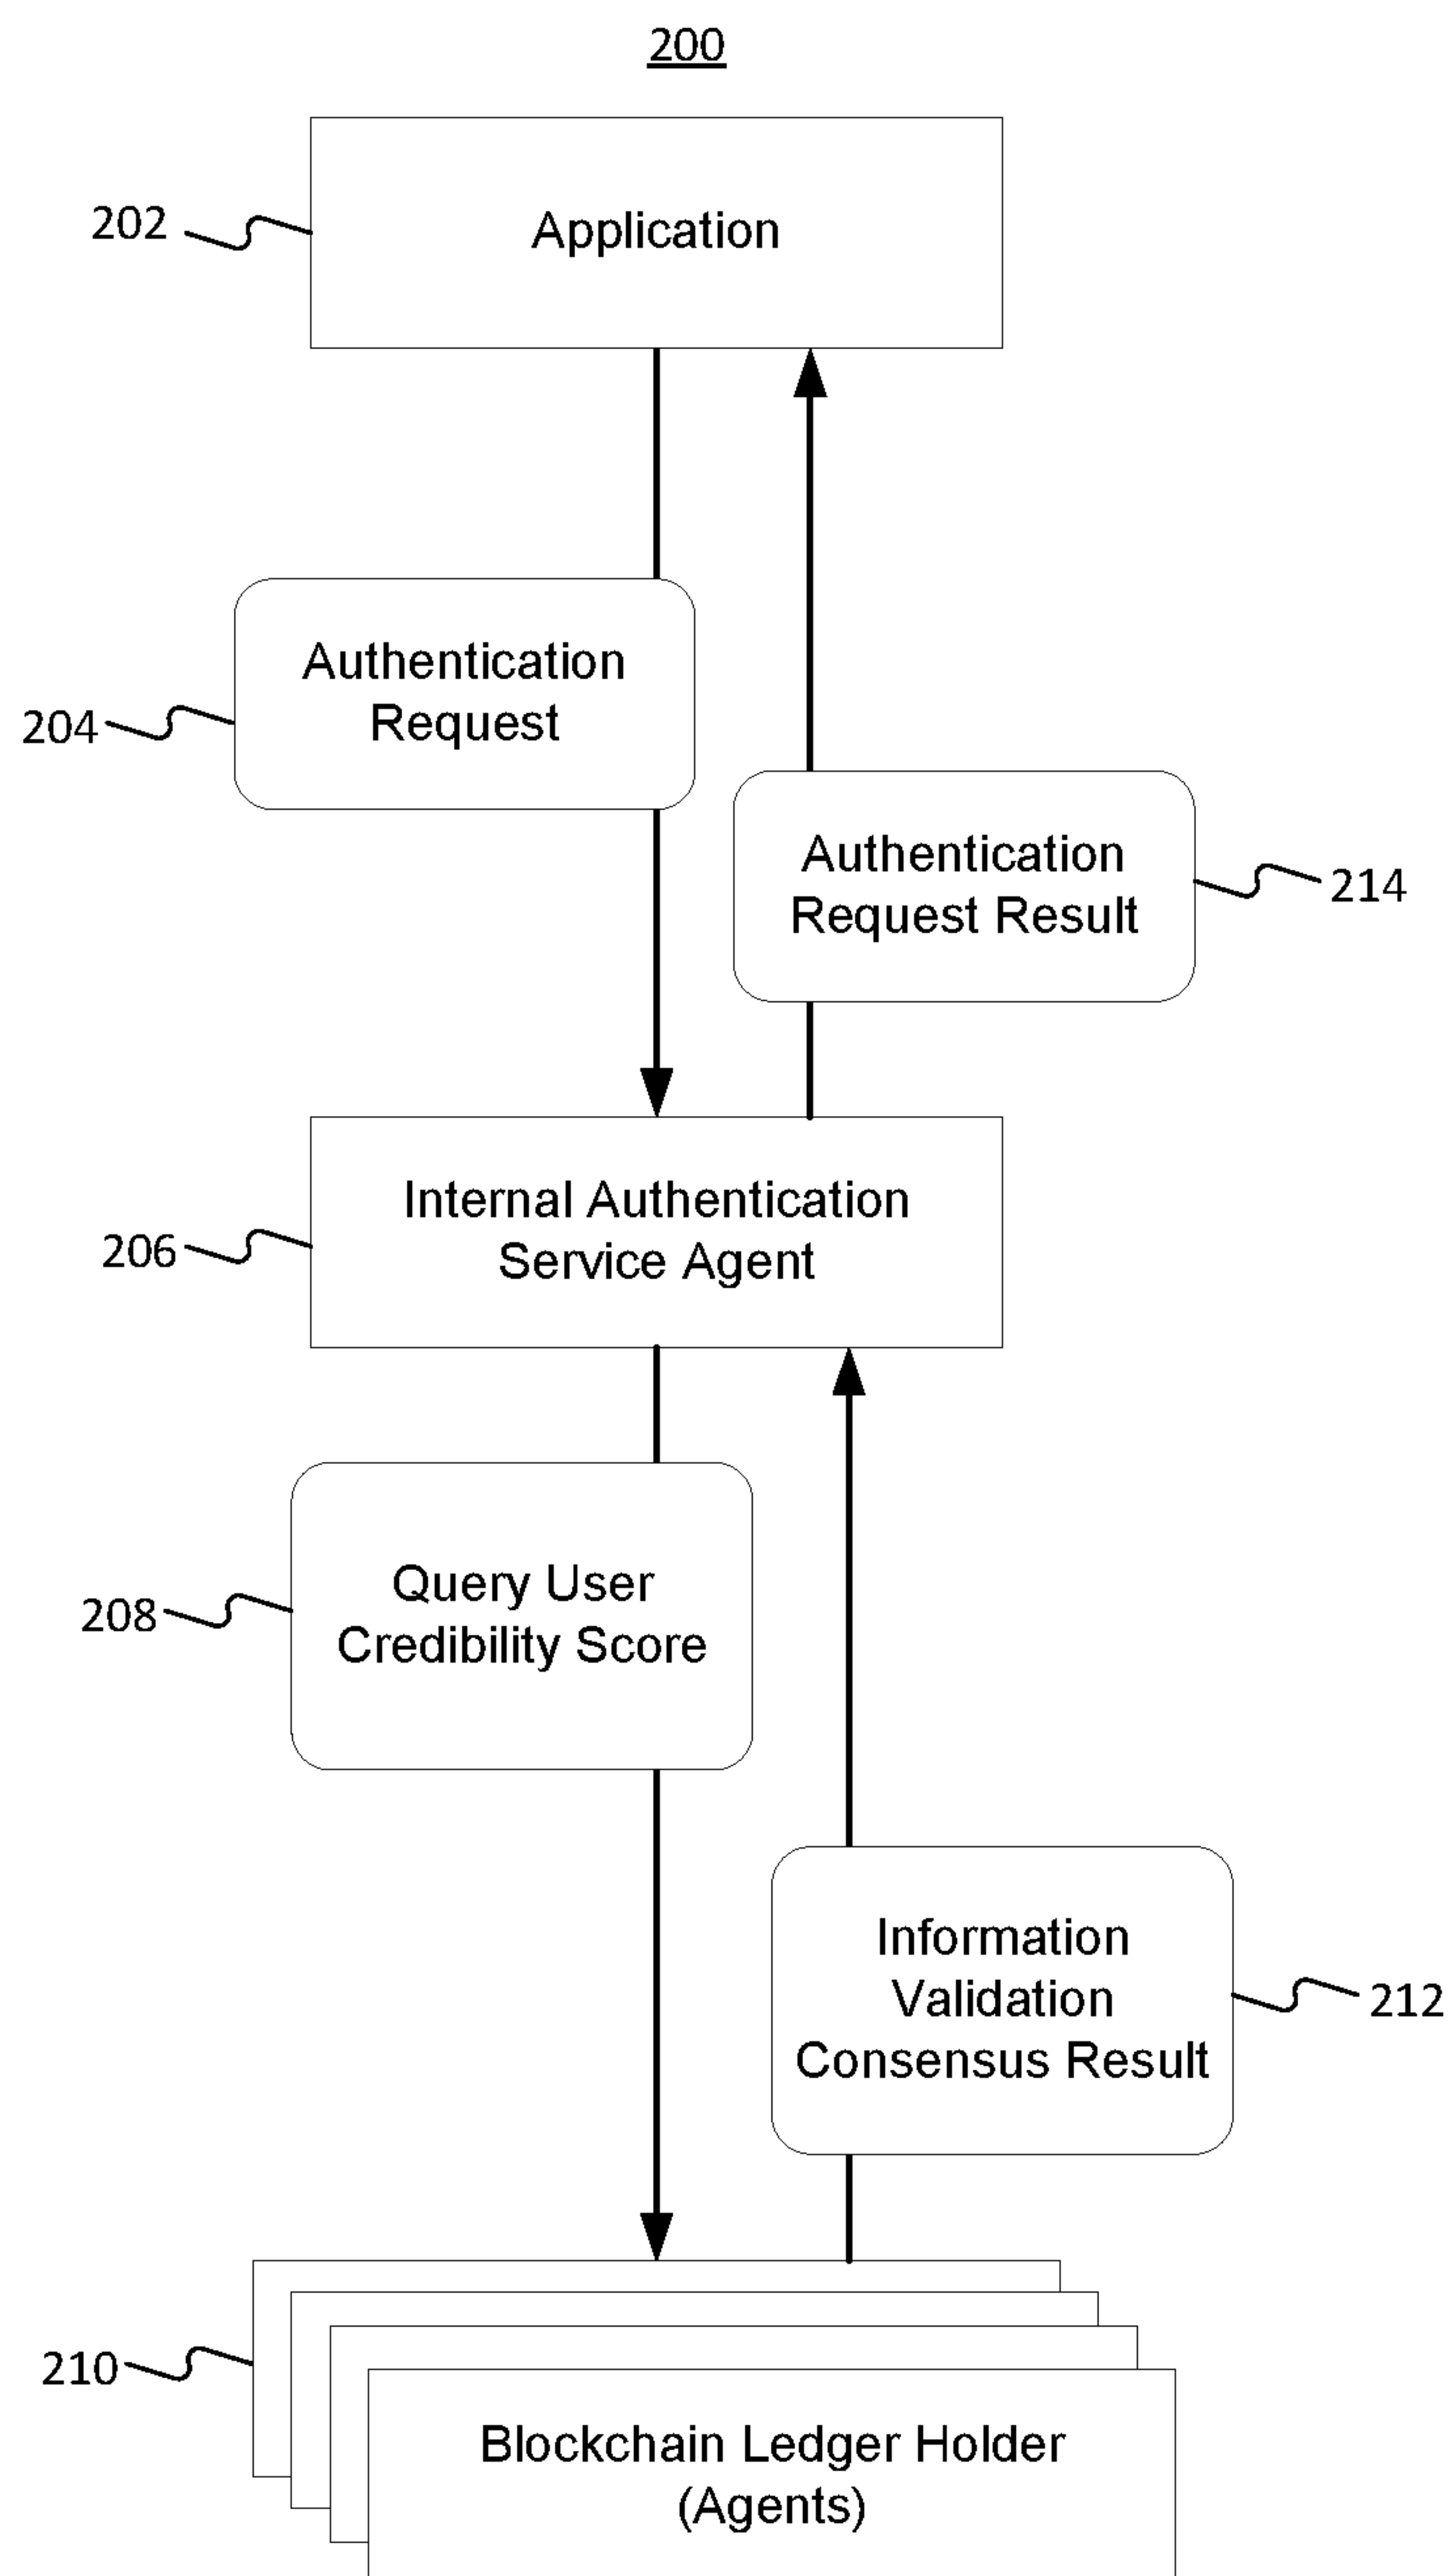 200
202
Application
204
Authentication
Request
Authentication
Request Result
214
206
Internal Authentication
Service Agent
208
Query User
Credibility Score
Information
Validation
Consensus Result
212
210
Blockchain Ledger Holder
(Agents)